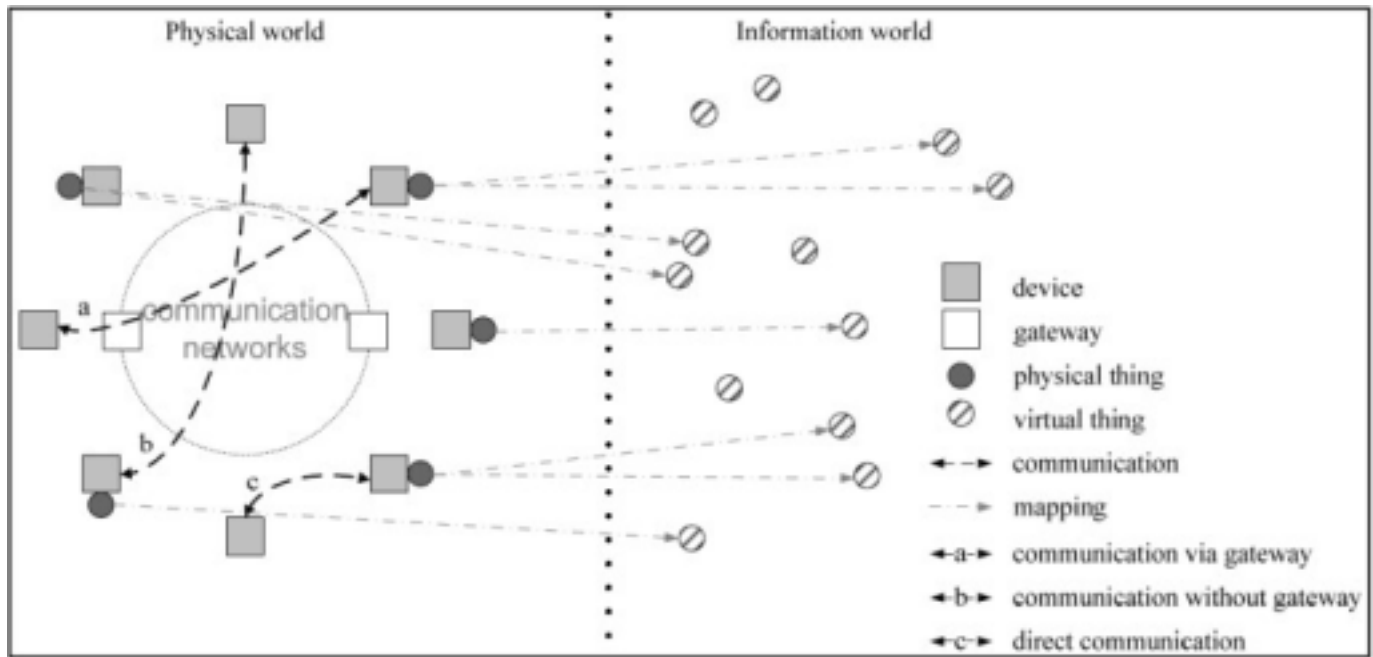 Physical world
Information world
a
communication
networks
b
c
device
gateway
physical thing
virtual thing
communication
mapping
a communication via gateway
b communication without gateway
c direct communication